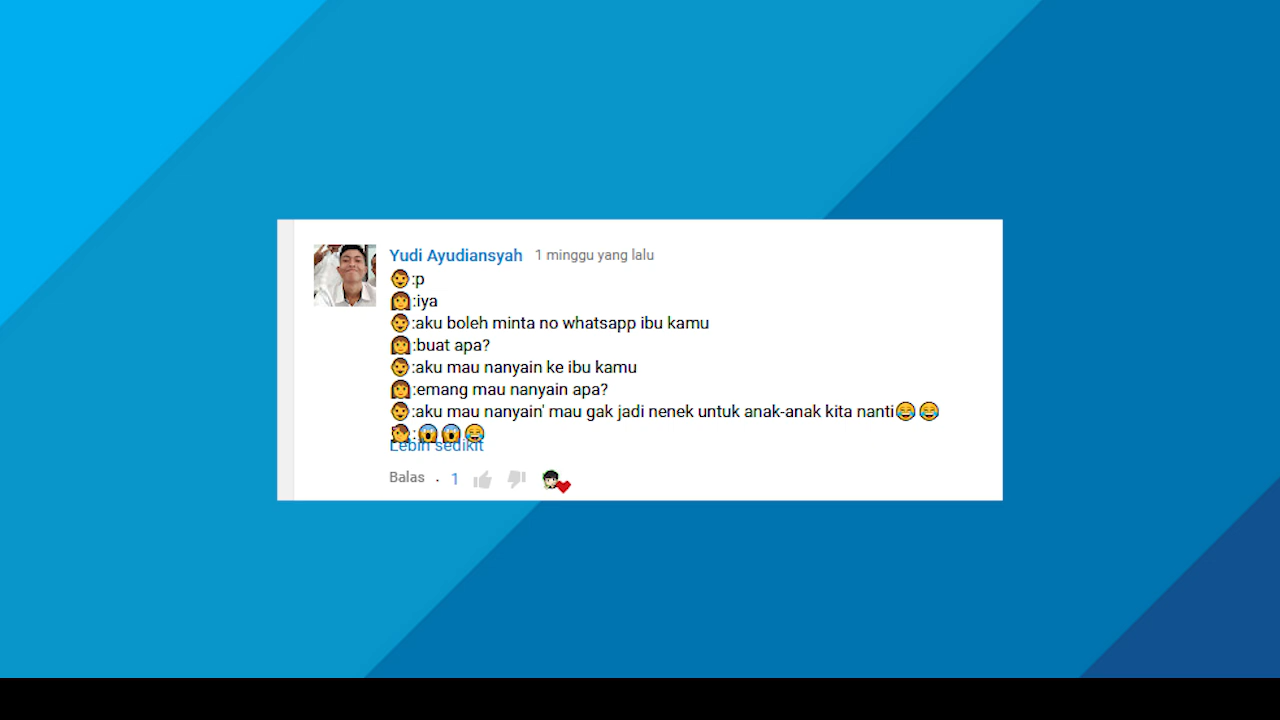 Yudi Ayudiansyah 1 minggu yang lalu
👨:p
👩:iya
👨:aku boleh minta no whatsapp ibu kamu
👩:buat apa?
👨:aku mau nanyain ke ibu kamu
👩:emang mau nanyain apa?
👨:aku mau nanyain' mau gak jadi nenek untuk anak-anak kita nanti😂😂
🙋:😱😱😂
Lebih sedikit
Balas . 1